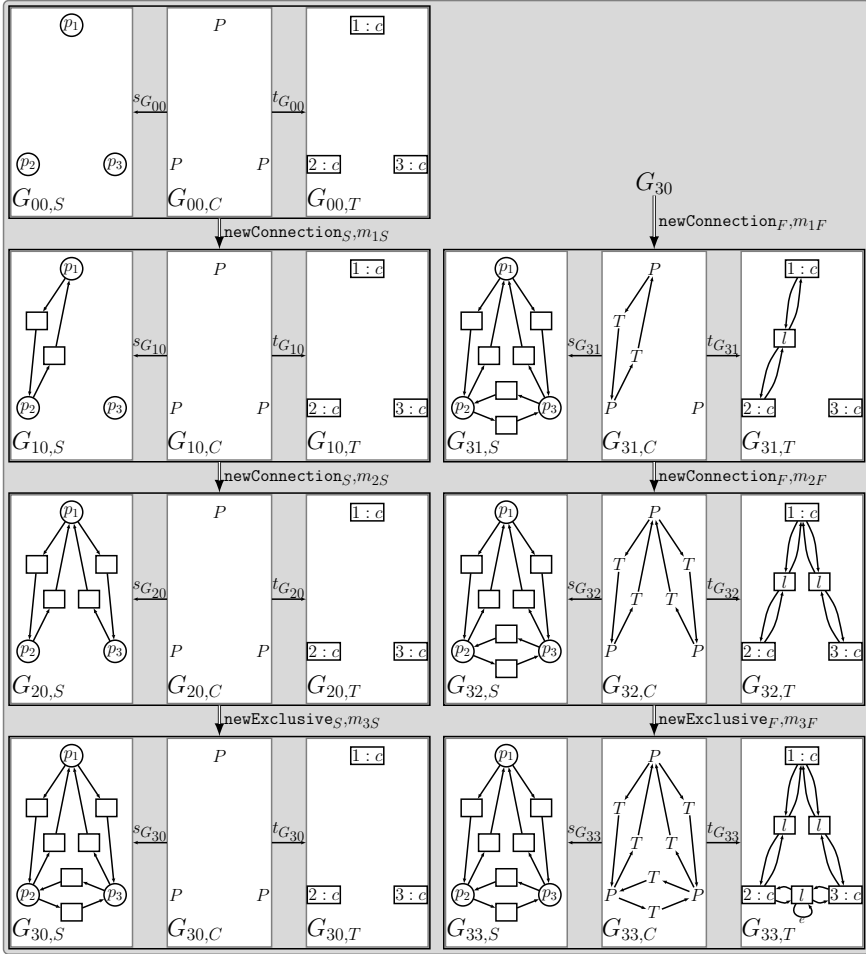 p1 P 1 : c
sG00 tG00
p2 p3 P P 2 : c 3 : c
G00,S G00,C G00,T
G30
newConnectionS,m1S newConnectionF,m1F
p1 P 1 : c p1 P 1 : c
T l
sG10 tG10 sG31 T tG31
p2 p3 P P 2 : c 3 : c p2 p3 P P 2 : c 3 : c
G10,S G10,C G10,T G31,S G31,C G31,T
newConnectionS,m2S newConnectionF,m2F
p1 P 1 : c p1 P 1 : c
T T l l
sG20 tG20 sG32 T T tG32
p2 p3 P P 2 : c 3 : c p2 p3 P P 2 : c 3 : c
G20,S G20,C G20,T G32,S G32,C G32,T
newExclusiveS,m3S newExclusiveF,m3F
p1 P 1 : c p1 P 1 : c
T T l l
sG30 tG30 sG33 T T tG33
T
p2 p3 P P 2 : c 3 : c p2 p3 P P 2 : c l 3 : c
T e
G30,S G30,C G30,T G33,S G33,C G33,T